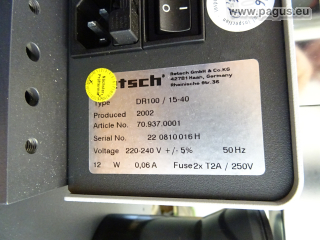 © www.pagus.eu
etsch®
Retsch GmbH & Co.KG
42781 Haan, Germany
Rheinische Str. 36
Type DR100 / 15-40
Produced 2002
Article No. 70.937.0001
Serial No. 22 0810016H
Voltage 220-240 V +/-5% 50Hz
12 W 0,06 A Fuse 2x T2A / 250V